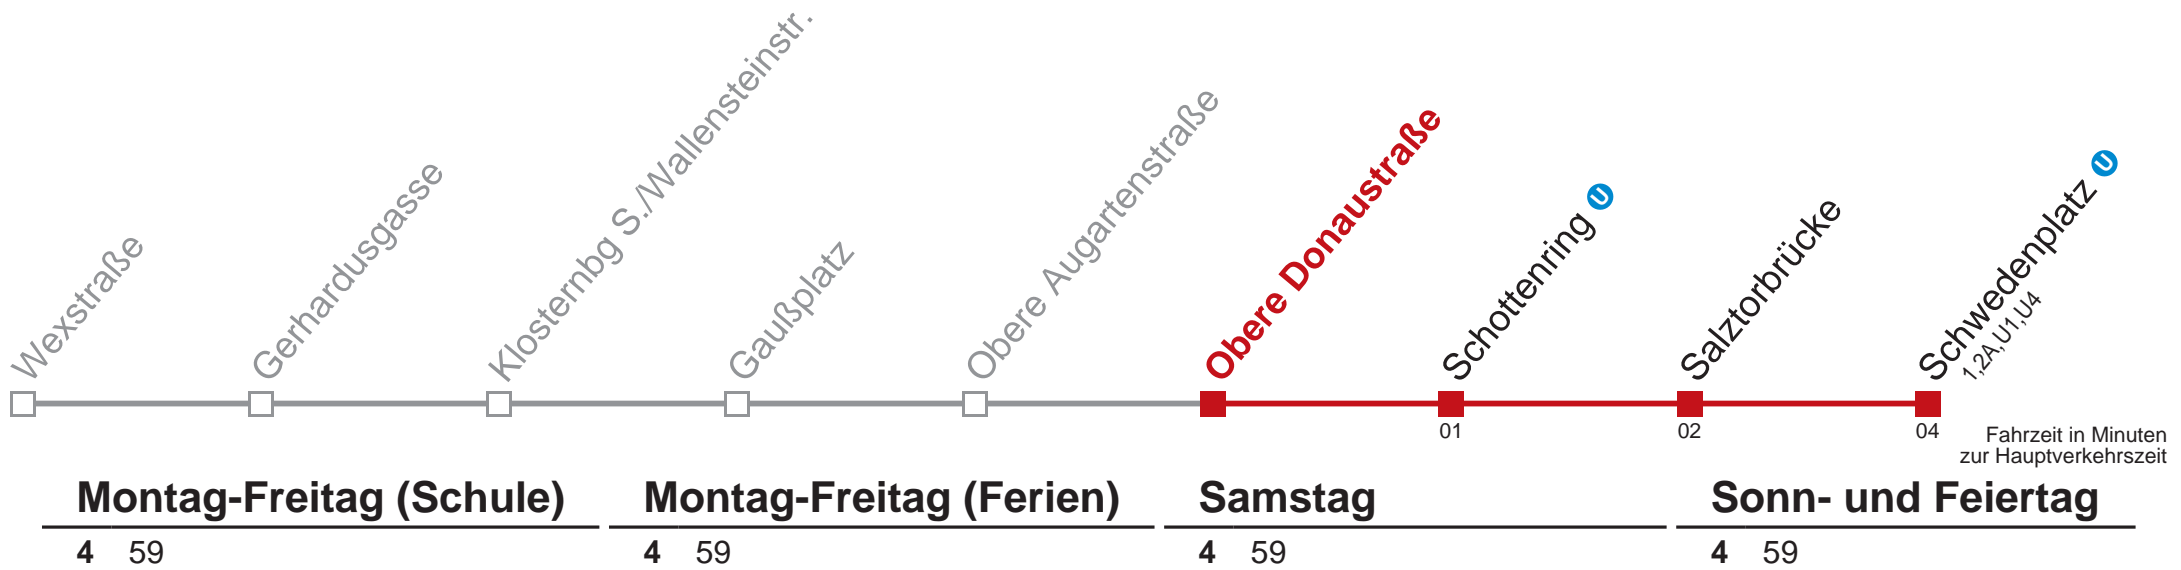 Wexstraße
Gerhardusgasse
Klosternbg S./Wallensteinstr.
Gaußplatz
Obere Augartenstraße
Obere Donaustraße
Schottenring U
Salztorbrücke
Schwedenplatz U
1,2A,U1,U4
01 02 04
Fahrzeit in Minuten
zur Hauptverkehrszeit
Montag-Freitag (Schule) Montag-Freitag (Ferien) Samstag Sonn- und Feiertag
4 59 4 59 4 59 4 59